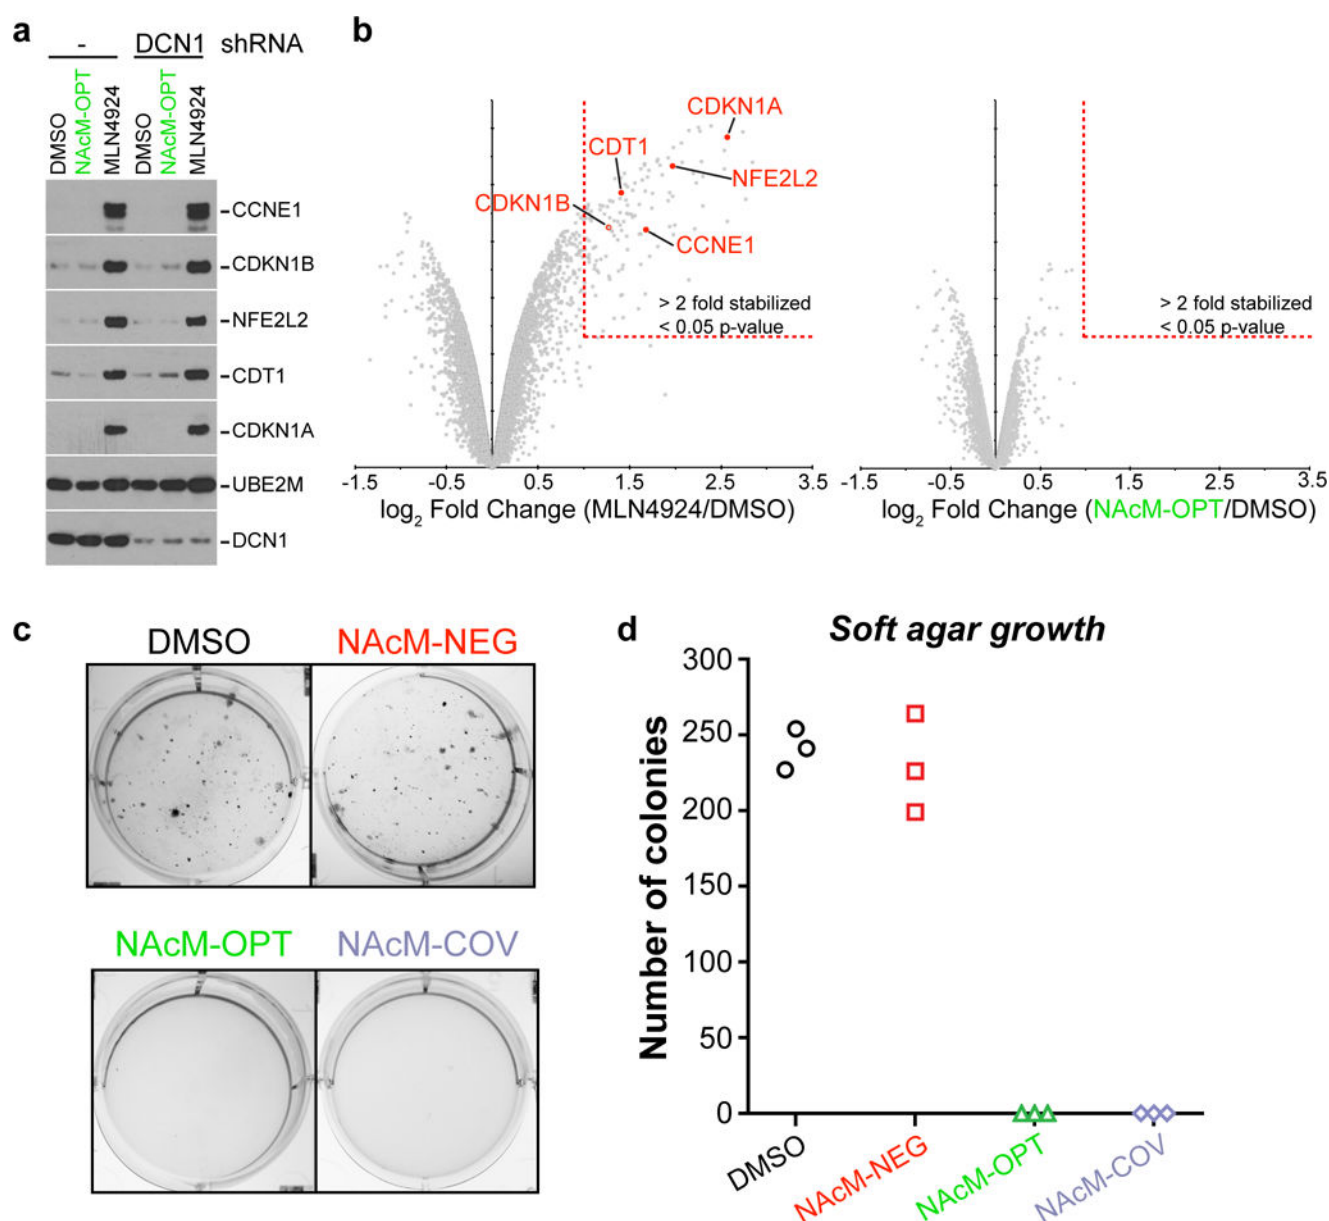 a
- DCN1 shRNA
DMSO
NAcM-OPT
MLN4924
DMSO
NAcM-OPT
MLN4924
CCNE1
CDKN1B
NFE2L2
CDT1
CDKN1A
UBE2M
DCN1
b
CDKN1A
CDT1
NFE2L2
CDKN1B
CCNE1
> 2 fold stabilized
< 0.05 p-value
-1.5 -0.5 0.5 1.5 2.5 3.5
log2 Fold Change (MLN4924/DMSO)
> 2 fold stabilized
< 0.05 p-value
-1.5 -0.5 0.5 1.5 2.5 3.5
log2 Fold Change (NAcM-OPT/DMSO)
c
DMSO NAcM-NEG
NAcM-OPT NAcM-COV
d
Soft agar growth
Number of colonies
300
250
200
150
100
50
0
DMSO
NAcM-NEG
NAcM-OPT
NAcM-COV